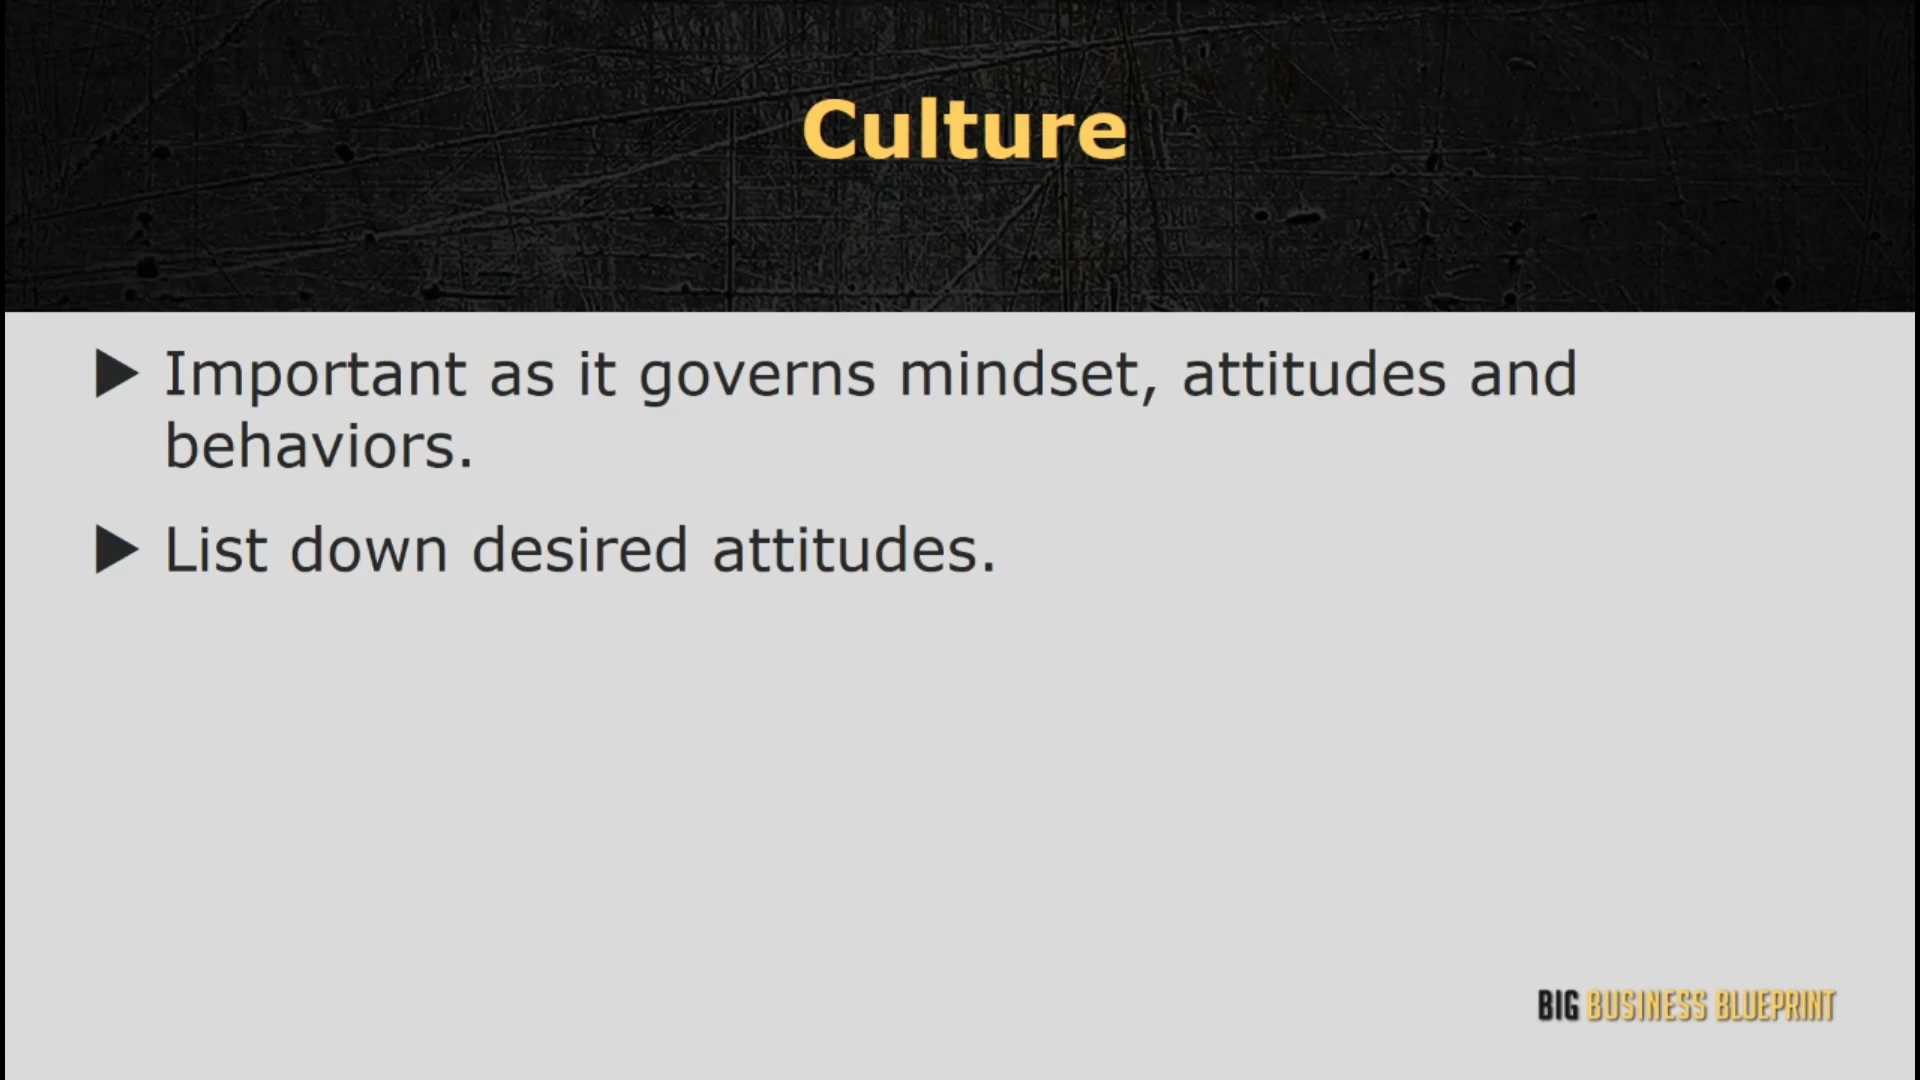 Culture
▶ Important as it governs mindset, attitudes and
behaviors.
▶ List down desired attitudes.
BIG BUSINESS BLUEPRINT